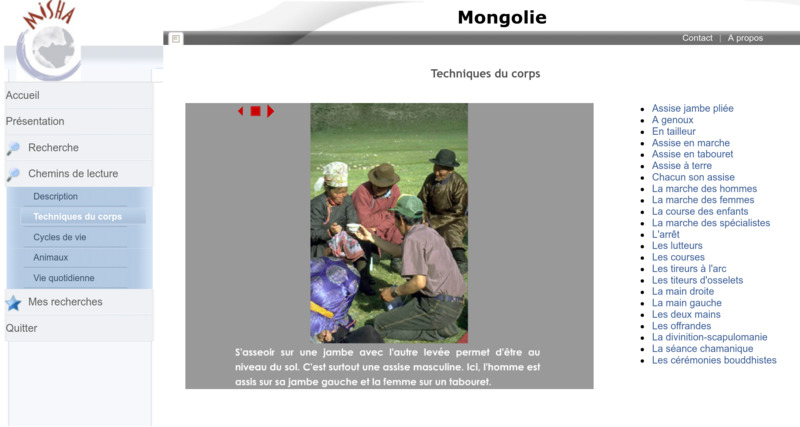 MiSHA
Mongolie
Contact | A propos
Accueil
Présentation
Recherche
Chemins de lecture
Description
Techniques du corps
Cycles de vie
Animaux
Vie quotidienne
Mes recherches
Quitter
Techniques du corps
S'asseoir sur une jambe avec l'autre levée permet d'être au
niveau du sol. C'est surtout une assise masculine. Ici, l'homme est
assis sur sa jambe gauche et la femme sur un tabouret.
Assise jambe pliée
A genoux
En tailleur
Assise en marche
Assise en tabouret
Assise à terre
Chacun son assise
La marche des hommes
La marche des femmes
La course des enfants
La marche des spécialistes
L'arrêt
Les lutteurs
Les courses
Les tireurs à l'arc
Les titeurs d'osselets
La main droite
La main gauche
Les deux mains
Les offrandes
La divinition-scapulomanie
La séance chamanique
Les cérémonies bouddhistes